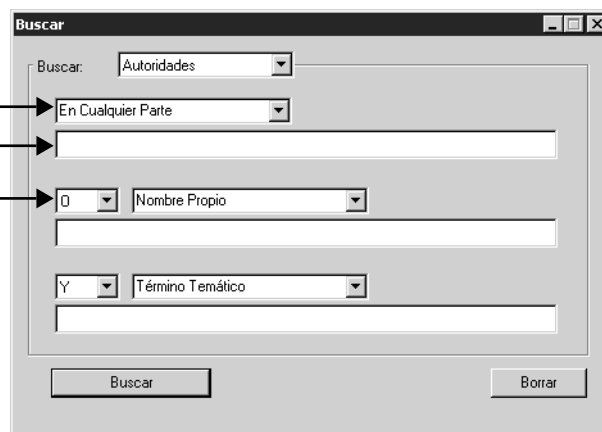 Buscar
Buscar: Autoridades
En Cualquier Parte
O Nombre Propio
Y Término Temático
Buscar Borrar